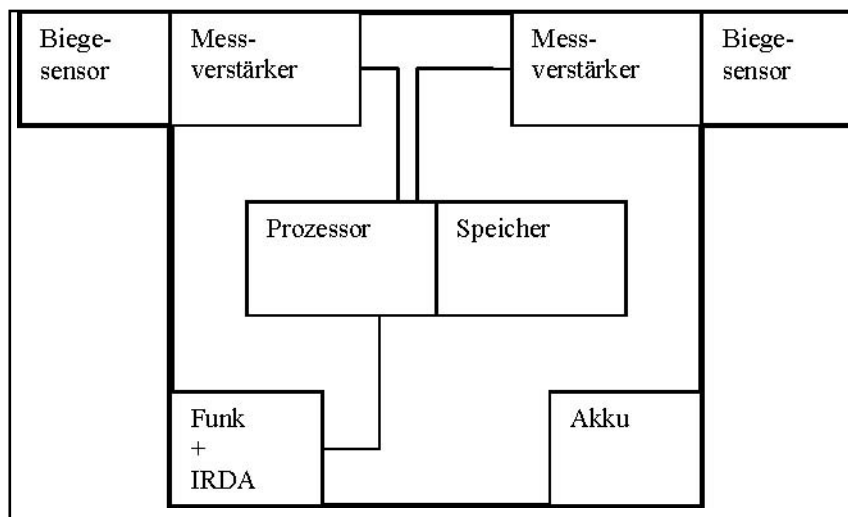 Biege-
sensor
Mess-
verstärker
Mess-
verstärker
Biege-
sensor
Prozessor
Speicher
Funk
+
IRDA
Akku